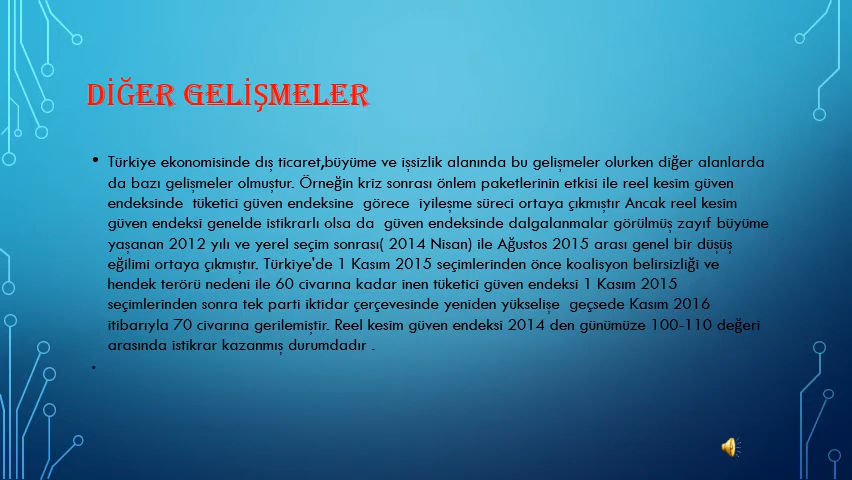 DİĞER GELİŞMELER
• Türkiye ekonomisinde dış ticaret,büyüme ve işsizlik alanında bu gelişmeler olurken diğer alanlarda
da bazı gelişmeler olmuştur. Örneğin kriz sonrası önlem paketlerinin etkisi ile reel kesim güven
endeksinde  tüketici güven endeksine  görece  iyileşme süreci ortaya çıkmıştır Ancak reel kesim
güven endeksi genelde istikrarlı olsa da  güven endeksinde dalgalanmalar görülmüş zayıf büyüme
yaşanan 2012 yılı ve yerel seçim sonrası( 2014 Nisan) ile Ağustos 2015 arası genel bir düşüş
eğilimi ortaya çıkmıştır. Türkiye'de 1 Kasım 2015 seçimlerinden önce koalisyon belirsizliği ve
hendek terörü nedeni ile 60 civarına kadar inen tüketici güven endeksi 1 Kasım 2015
seçimlerinden sonra tek parti iktidar çerçevesinde yeniden yükselişe  geçsede Kasım 2016
itibarıyla 70 civarına gerilemiştir. Reel kesim güven endeksi 2014 den günümüze 100-110 değeri
arasında istikrar kazanmış durumdadır .
•